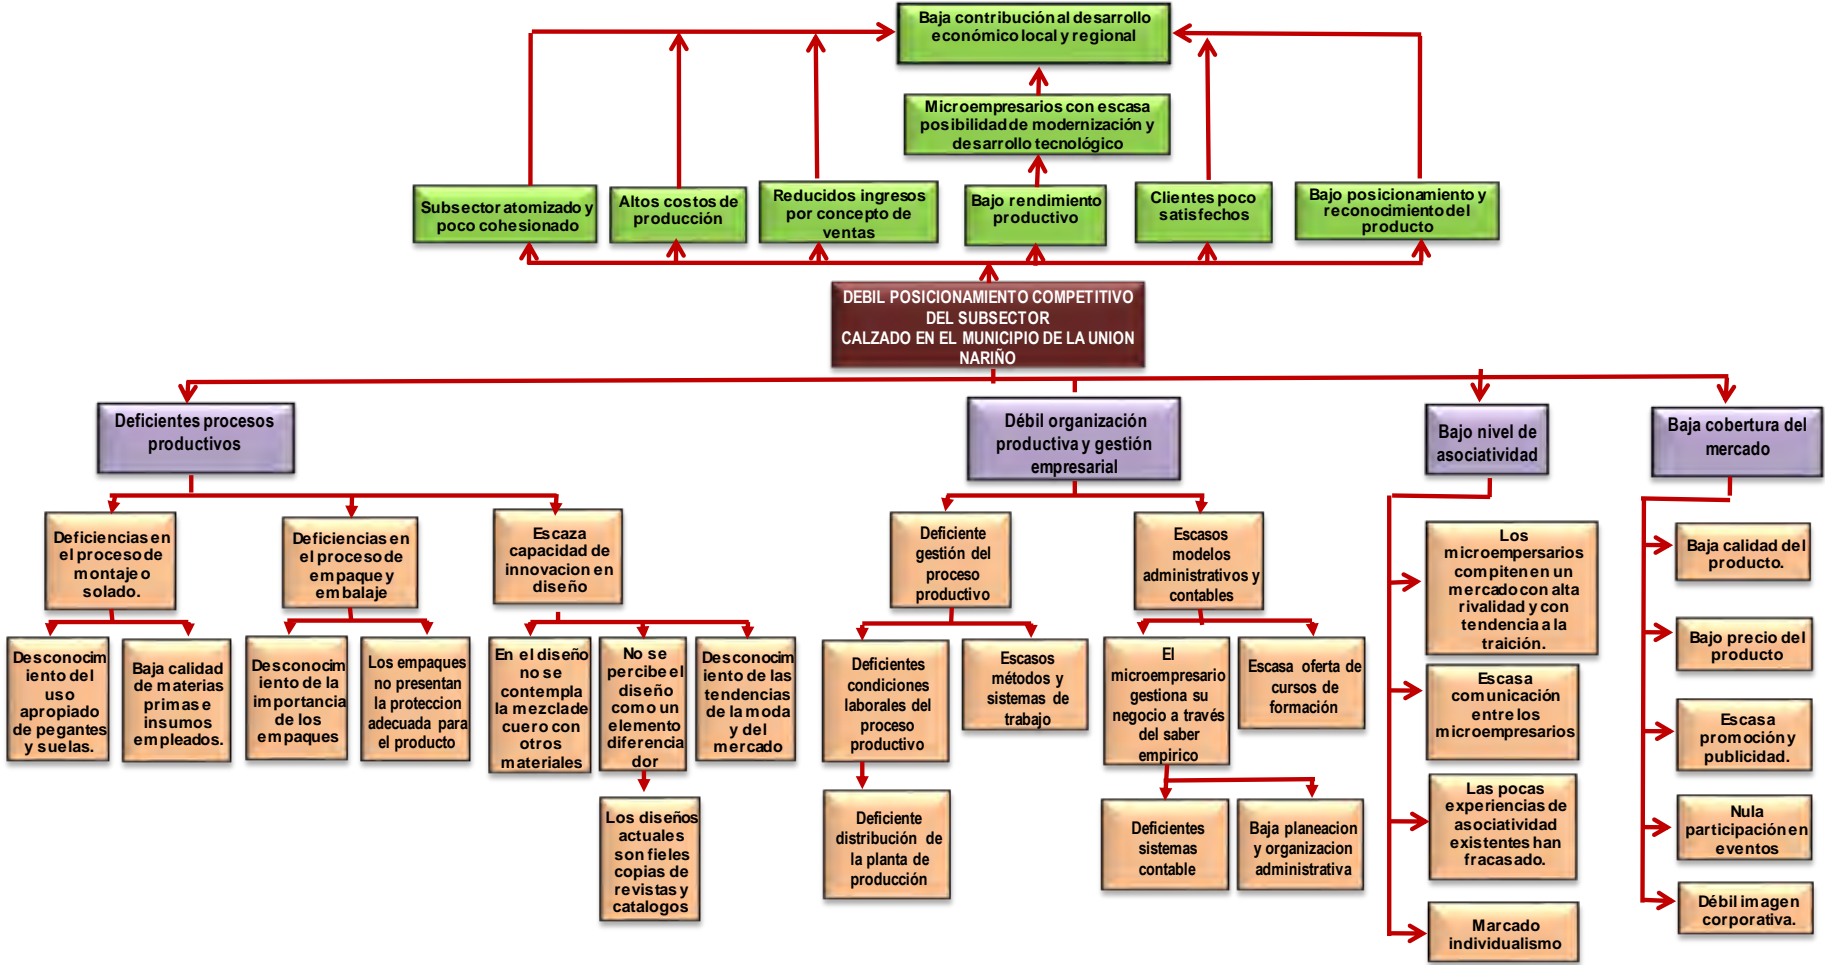 Baja contribución al desarrollo
económico local y regional
Microempresarios con escasa
posibilidad de modernización y
desarrollo tecnológico
Subsector atomizado y
poco cohesionado
Altos costos de
producción
Reducidos ingresos
por concepto de
ventas
Bajo rendimiento
productivo
Clientes poco
satisfechos
Bajo posicionamiento y
reconocimiento del
producto
DEBIL POSICIONAMIENTO COMPETITIVO
DEL SUBSECTOR
CALZADO EN EL MUNICIPIO DE LA UNION
NARIÑO
Deficientes procesos
productivos
Débil organización
productiva y gestión
empresarial
Bajo nivel de
asociatividad
Baja cobertura del
mercado
Deficiencias en
el proceso de
montaje o
solado.
Deficiencias en
el proceso de
empaque y
embalaje
Escaza
capacidad de
innovacion en
diseño
Deficiente
gestión del
proceso
productivo
Escasos
modelos
administrativos y
contables
Desconocim
iento del
uso
apropiado
de pegantes
y suelas.
Baja calidad
de materias
primas e
insumos
empleados.
Desconocim
iento de la
importancia
de los
empaques
Los empaques
no presentan
la proteccion
adecuada para
el producto
En el diseño
no se
contempla
la mezcla de
cuero con
otros
materiales
No se
percibe el
diseño
como un
elemento
diferencia
dor
Desconocim
iento de las
tendencias
de la moda
y del
mercado
Los diseños
actuales
son fieles
copias de
revistas y
catalogos
Deficientes
condiciones
laborales del
proceso
productivo
Escasos
métodos y
sistemas de
trabajo
Deficiente
distribución de
la planta de
producción
El
microempresario
gestiona su
negocio a través
del saber
empirico
Escasa oferta de
cursos de
formación
Deficientes
sistemas
contable
Baja planeacion
y organizacion
administrativa
Los
microempersarios
compiten en un
mercado con alta
rivalidad y con
tendencia a la
traición.
Escasa
comunicación
entre los
microempresarios
Las pocas
experiencias de
asociatividad
existentes han
fracasado.
Marcado
individualismo
Baja calidad del
producto.
Bajo precio del
producto
Escasa
promoción y
publicidad.
Nula
participación en
eventos
Débil imagen
corporativa.